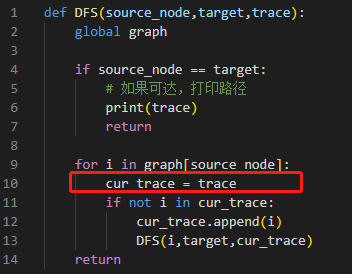 1 def DFS(source_node,target,trace):
2 global graph
3
4 if source_node == target:
5 # 如果可达，打印路径
6 print(trace)
7 return
8
9 for i in graph[source_node]:
10 cur_trace = trace
11 if not i in cur_trace:
12 cur_trace.append(i)
13 DFS(i,target,cur_trace)
14 return